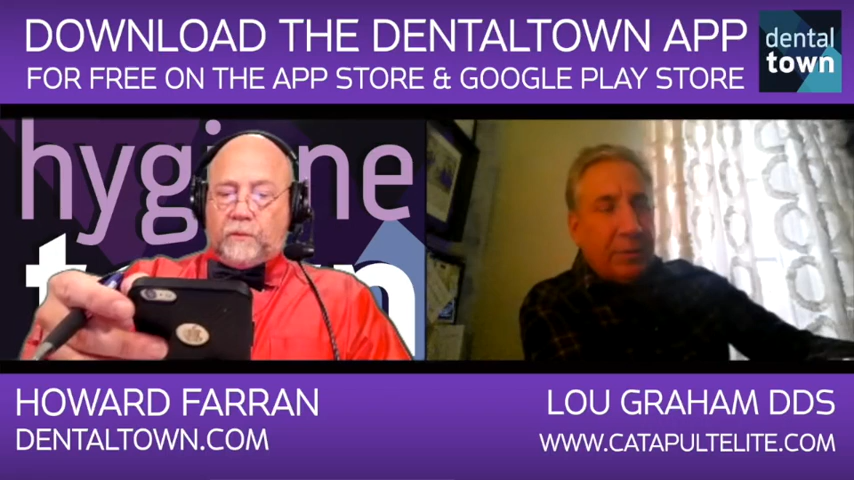 DOWNLOAD THE DENTALTOWN APP
FOR FREE ON THE APP STORE & GOOGLE PLAY STORE
dental
town
hygiene
HOWARD FARRAN
DENTALTOWN.COM
LOU GRAHAM DDS
WWW.CATAPULTELITE.COM